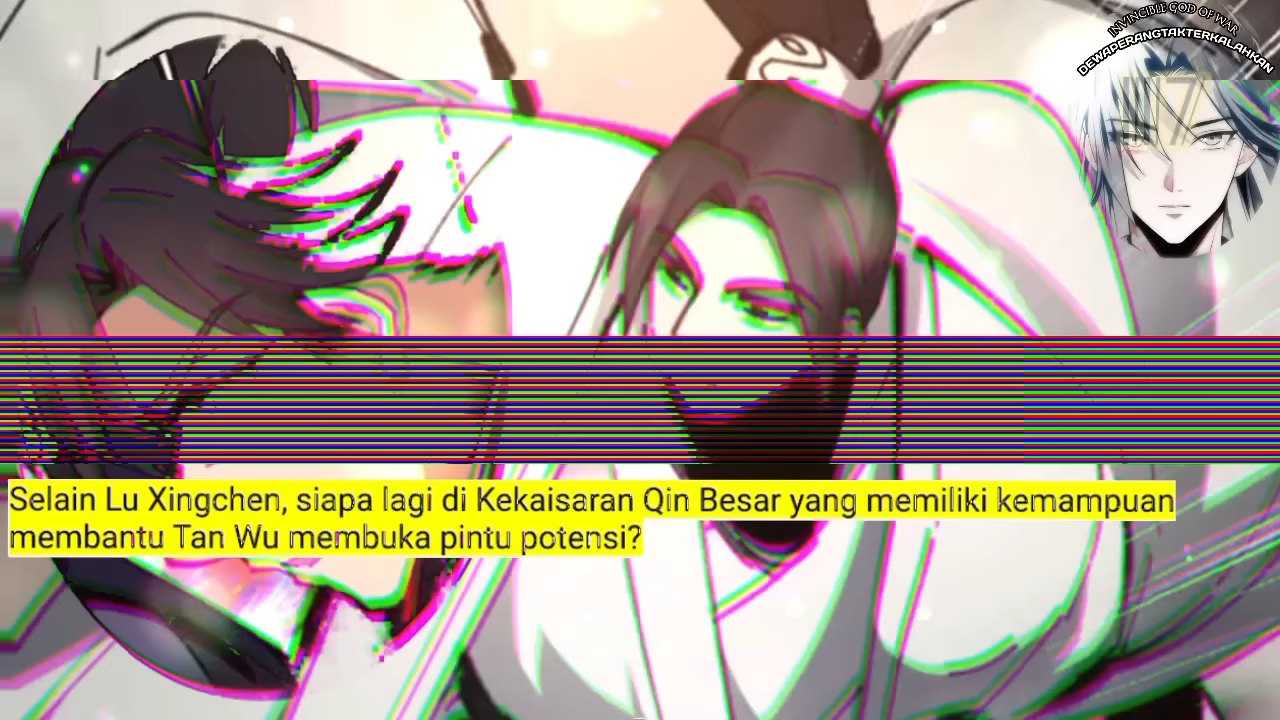 INVINCIBLE GOD OF WAR
DEWAPERANGTAKTERKALAHKAN
Selain Lu Xingchen, siapa lagi di Kekaisaran Qin Besar yang memiliki kemampuan
membantu Tan Wu membuka pintu potensi?